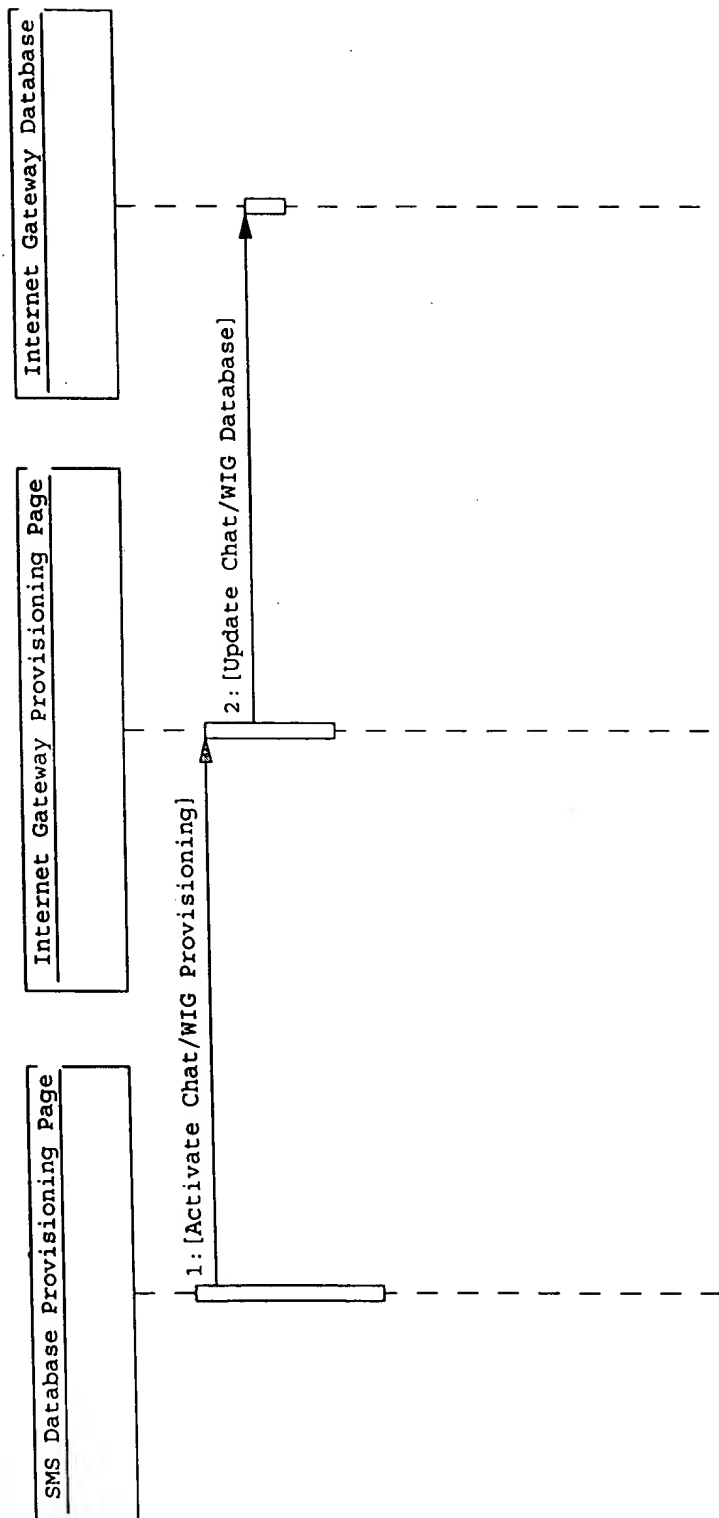 SMS Database Provisioning Page
Internet Gateway Provisioning Page
Internet Gateway Database
1:[Activate Chat/WIG Provisioning]
2:[Update Chat/WIG Database]